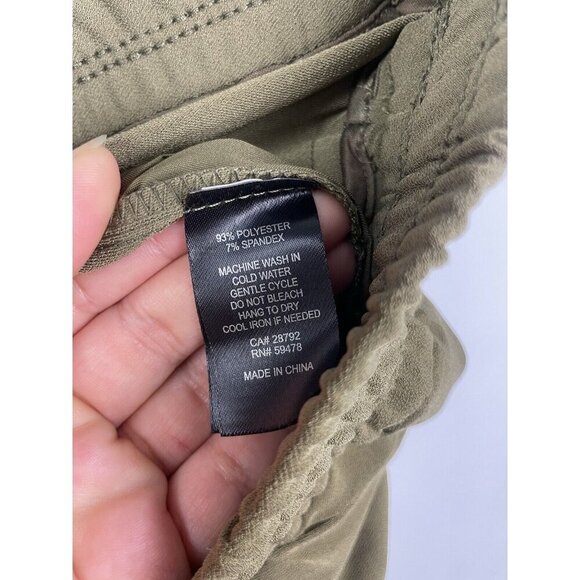 93% POLYESTER
7% SPANDEX
MACHINE WASH IN
COLD WATER
GENTLE CYCLE
DO NOT BLEACH
HANG TO DRY
COOL IRON IF NEEDED
CA# 28792
RN# 59478
MADE IN CHINA